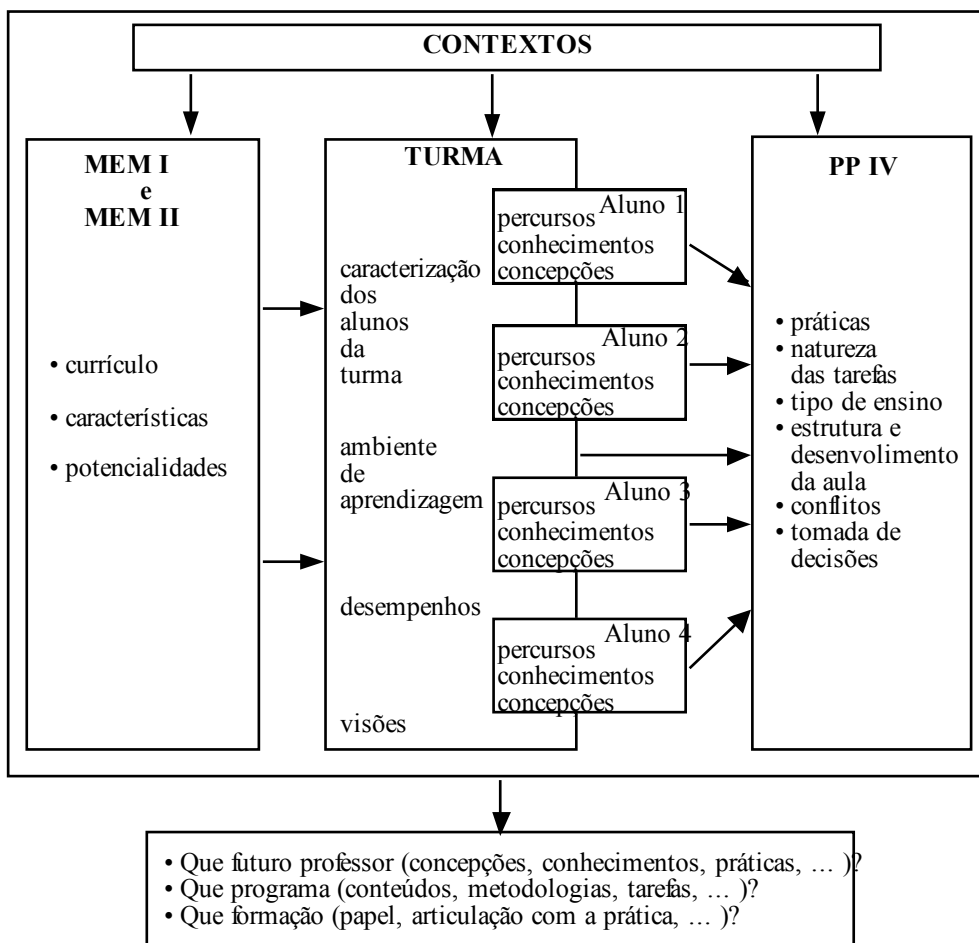 CONTEXTOS
MEM I
e
MEM II
• currículo
• características
• potencialidades
TURMA
caracterização
dos
alunos
da
turma
ambiente
de
aprendizagem
desempenhos
visões
Aluno 1
percursos
conhecimentos
concepções
Aluno 2
percursos
conhecimentos
concepções
Aluno 3
percursos
conhecimentos
concepções
Aluno 4
percursos
conhecimentos
concepções
PP IV
• práticas
• natureza
das tarefas
• tipo de ensino
• estrutura e
desenvolimento
da aula
• conflitos
• tomada de
decisões
• Que futuro professor (concepções, conhecimentos, práticas, ... )?
• Que programa (conteúdos, metodologias, tarefas, ... )?
• Que formação (papel, articulação com a prática, ... )?